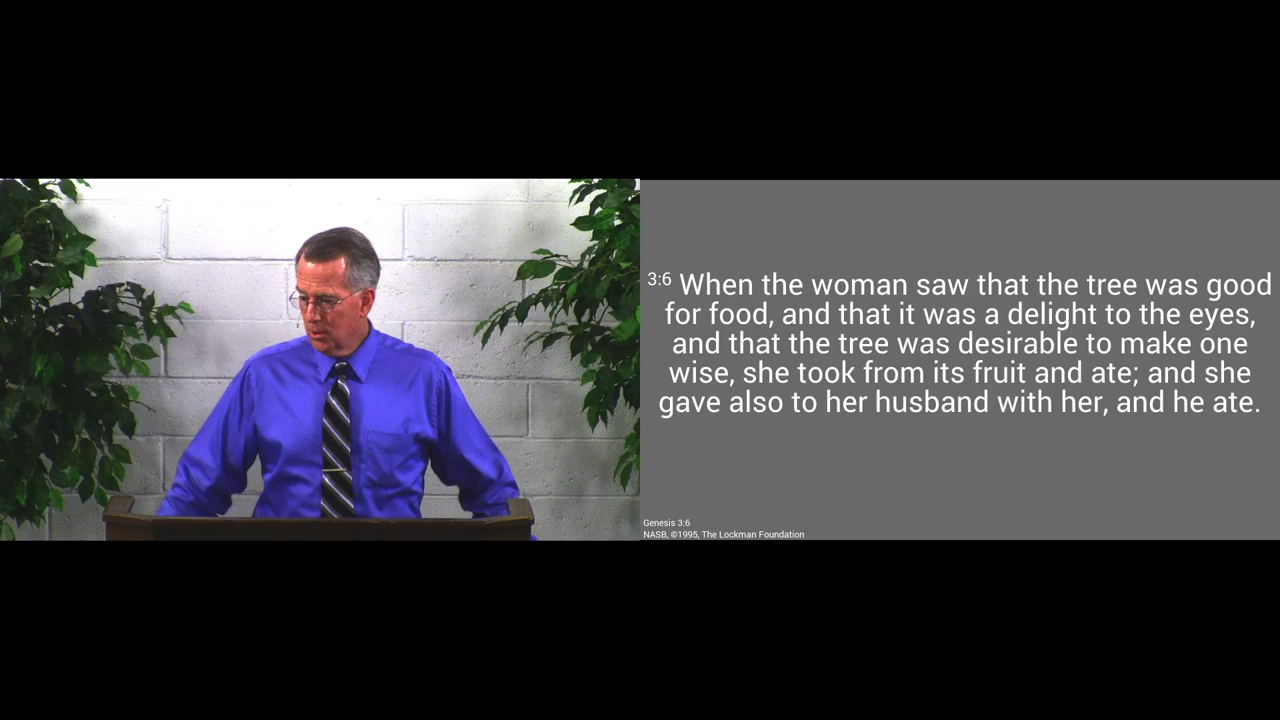 3:6 When the woman saw that the tree was good
for food, and that it was a delight to the eyes,
and that the tree was desirable to make one
wise, she took from its fruit and ate; and she
gave also to her husband with her, and he ate.
Genesis 3:6
NASB, ©1995, The Lockman Foundation